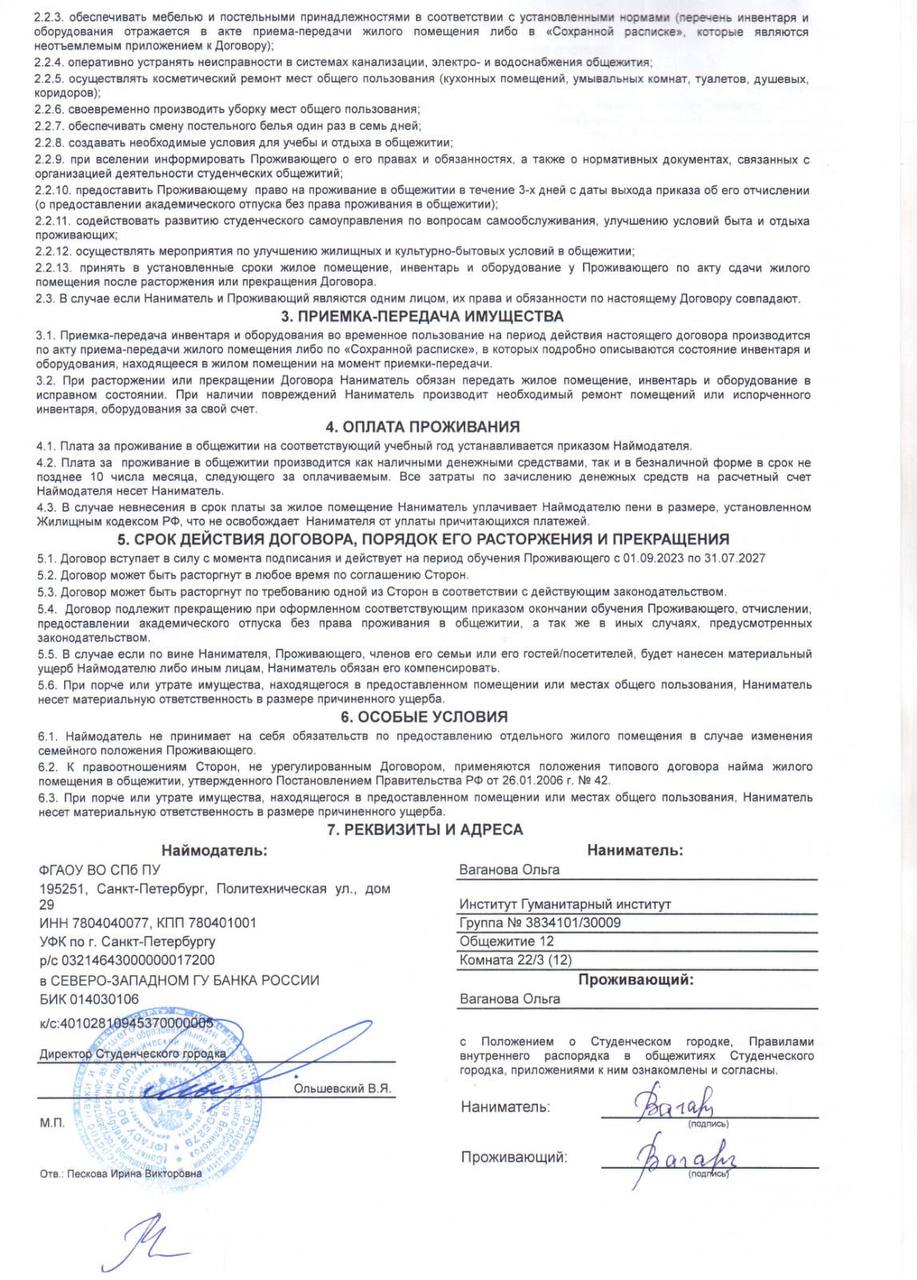 2.2.3. обеспечивать мебелью и постельными принадлежностями в соответствии с установленными нормами (перечень инвентаря и
оборудования отражается в акте приема-передачи жилого помещения либо в «Сохранной расписке», которые являются
неотъемлемым приложением к Договору);
2.2.4. оперативно устранять неисправности в системах канализации, электро- и водоснабжения общежития;
2.2.5. осуществлять косметический ремонт мест общего пользования (кухонных помещений, умывальных комнат, туалетов, душевых,
коридоров);
2.2.6. своевременно производить уборку мест общего пользования;
2.2.7. обеспечивать смену постельного белья один раз в семь дней;
2.2.8. создавать необходимые условия для учебы и отдыха в общежитии;
2.2.9. при вселении информировать Проживающего о его правах и обязанностях, а также о нормативных документах, связанных с
организацией деятельности студенческих общежитий;
2.2.10. предоставить Проживающему право на проживание в общежитии в течение 3-х дней с даты выхода приказа об его отчислении
(о предоставлении академического отпуска без права проживания в общежитии);
2.2.11. содействовать развитию студенческого самоуправления по вопросам самообслуживания, улучшению условий быта и отдыха
проживающих;
2.2.12. осуществлять мероприятия по улучшению жилищных и культурно-бытовых условий в общежитии;
2.2.13. принять в установленные сроки жилое помещение, инвентарь и оборудование у Проживающего по акту сдачи жилого
помещения после расторжения или прекращения Договора.
2.3. В случае если Наниматель и Проживающий являются одним лицом, их права и обязанности по настоящему Договору совпадают.
3. ПРИЕМКА-ПЕРЕДАЧА ИМУЩЕСТВА
3.1. Приемка-передача инвентаря и оборудования во временное пользование на период действия настоящего договора производится
по акту приема-передачи жилого помещения либо по «Сохранной расписке», в которых подробно описываются состояние инвентаря и
оборудования, находящееся в жилом помещении на момент приемки-передачи.
3.2. При расторжении или прекращении Договора Наниматель обязан передать жилое помещение, инвентарь и оборудование в
исправном состоянии. При наличии повреждений Наниматель производит необходимый ремонт помещений или испорченного
инвентаря, оборудования за свой счет.
4. ОПЛАТА ПРОЖИВАНИЯ
4.1. Плата за проживание в общежитии на соответствующий учебный год устанавливается приказом Наймодателя.
4.2. Плата за проживание в общежитии производится как наличными денежными средствами, так и в безналичной форме в срок не
позднее 10 числа месяца, следующего за оплачиваемым. Все затраты по зачислению денежных средств на расчетный счет
Наймодателя несет Наниматель.
4.3. В случае невнесения в срок платы за жилое помещение Наниматель уплачивает Наймодателю пени в размере, установленном
Жилищным кодексом РФ, что не освобождает Нанимателя от уплаты причитающихся платежей.
5. СРОК ДЕЙСТВИЯ ДОГОВОРА, ПОРЯДОК ЕГО РАСТОРЖЕНИЯ И ПРЕКРАЩЕНИЯ
5.1. Договор вступает в силу с момента подписания и действует на период обучения Проживающего с 01.09.2023 по 31.07.2027
5.2. Договор может быть расторгнут в любое время по соглашению Сторон.
5.3. Договор может быть расторгнут по требованию одной из Сторон в соответствии с действующим законодательством.
5.4. Договор подлежит прекращению при оформленном соответствующим приказом окончании обучения Проживающего, отчислении,
предоставлении академического отпуска без права проживания в общежитии, а так же в иных случаях, предусмотренных
законодательством.
5.5. В случае если по вине Нанимателя, Проживающего, членов его семьи или его гостей/посетителей, будет нанесен материальный
ущерб Наймодателю либо иным лицам, Наниматель обязан его компенсировать.
5.6. При порче или утрате имущества, находящегося в предоставленном помещении или местах общего пользования, Наниматель
несет материальную ответственность в размере причиненного ущерба.
6. ОСОБЫЕ УСЛОВИЯ
6.1. Наймодатель не принимает на себя обязательств по предоставлению отдельного жилого помещения в случае изменения
семейного положения Проживающего.
6.2. К правоотношениям Сторон, не урегулированным Договором, применяются положения типового договора найма жилого
помещения в общежитии, утвержденного Постановлением Правительства РФ от 26.01.2006 г. № 42.
6.3. При порче или утрате имущества, находящегося в предоставленном помещении или местах общего пользования, Наниматель
несет материальную ответственность в размере причиненного ущерба.
7. РЕКВИЗИТЫ И АДРЕСА
Наймодатель:
ФГАОУ ВО СПб ПУ
195251, Санкт-Петербург, Политехническая ул., дом
29
ИНН 7804040077, КПП 780401001
УФК по г. Санкт-Петербургу
р/с 03214643000000017200
в СЕВЕРО-ЗАПАДНОМ ГУ БАНКА РОССИИ
БИК 014030106
к/с:40102810945370000005
Директор Студенческого городка
Ольшевский В.Я.
М.П.
Отв.: Пескова Ирина Викторовна
Наниматель:
Ваганова Ольга
Институт Гуманитарный институт
Группа № 3834101/30009
Общежитие 12
Комната 22/3 (12)
Проживающий:
Ваганова Ольга
с Положением о Студенческом городке, Правилами
внутреннего распорядка в общежитиях Студенческого
городка, приложениями к ним ознакомлены и согласны.
Наниматель:
(подпись)
Проживающий:
(подпись)